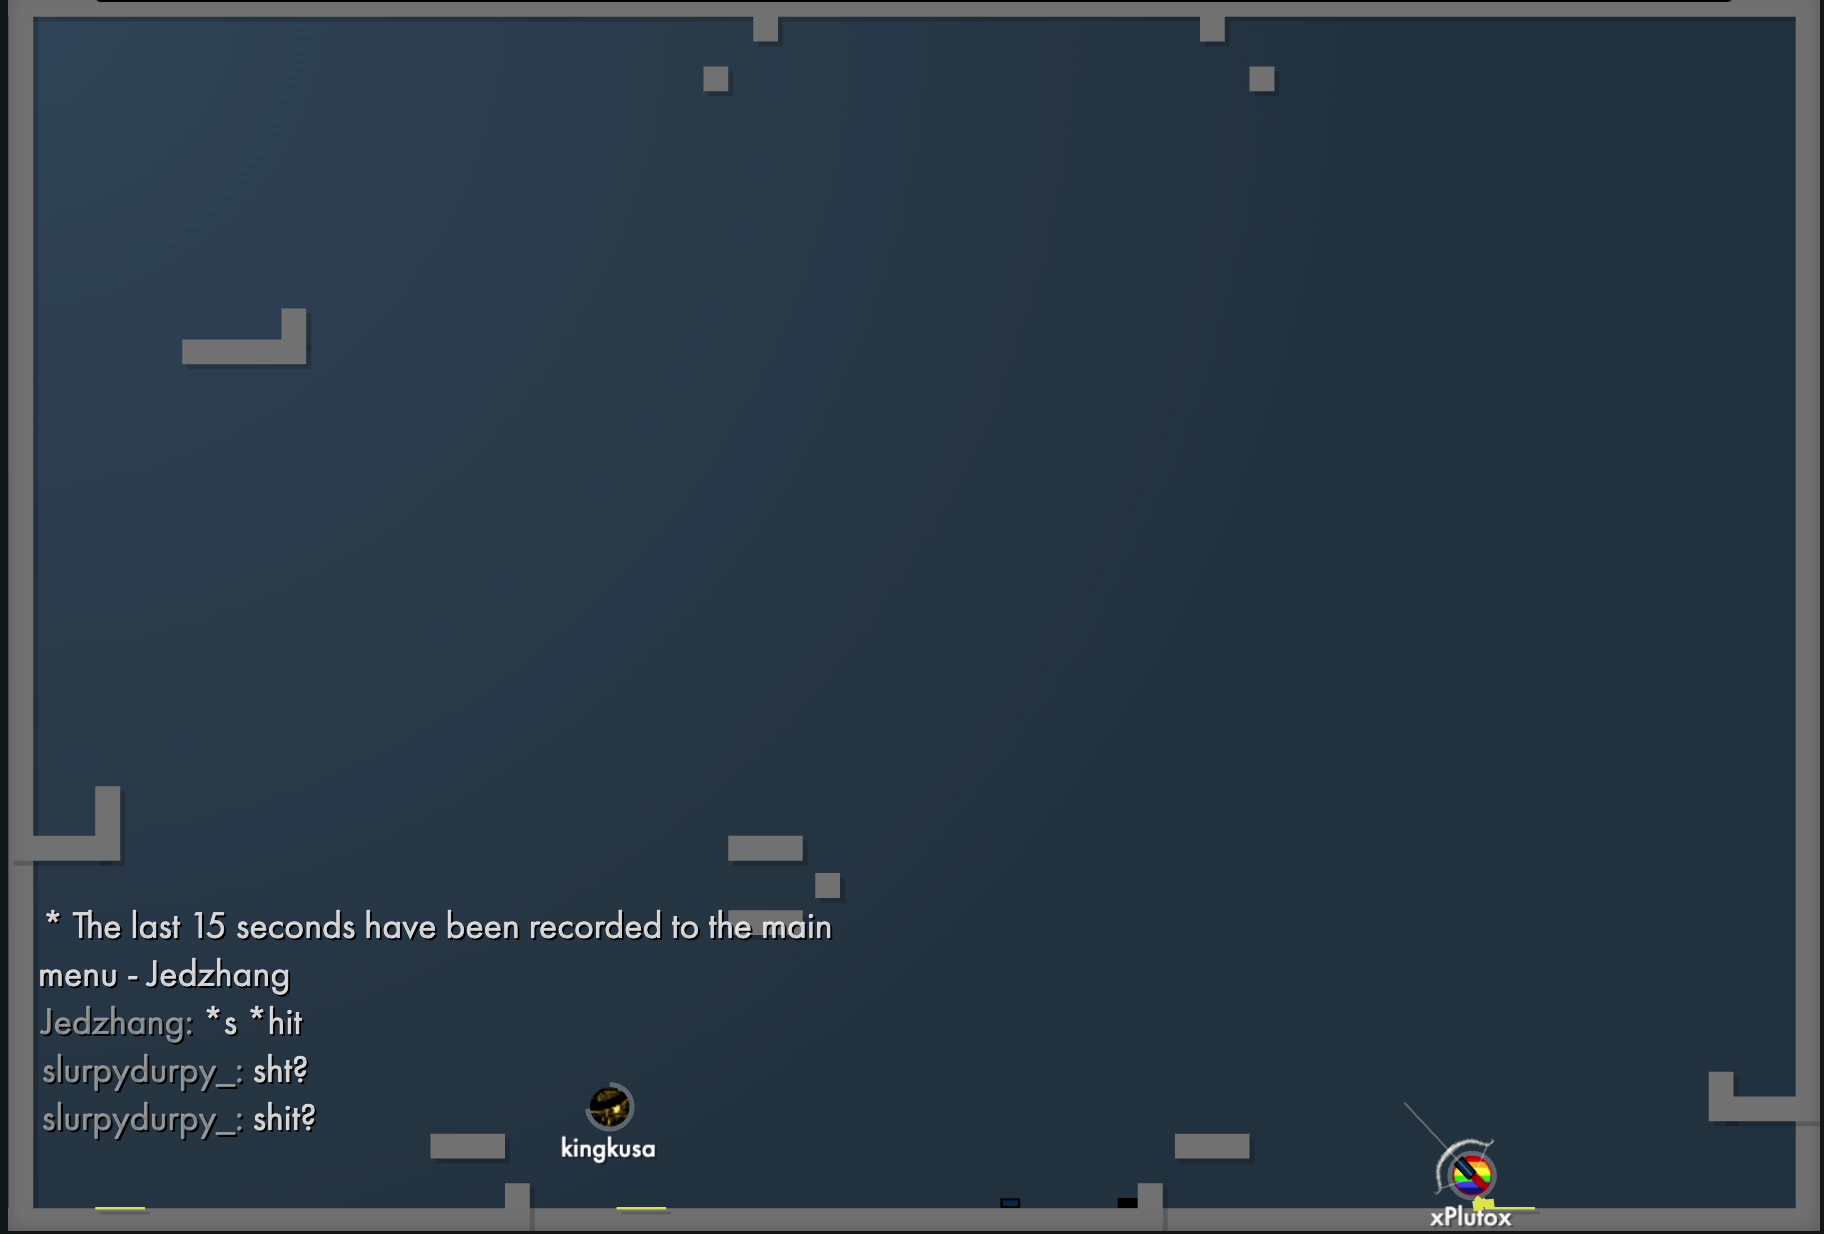 * The last 15 seconds have been recorded to the main
menu - Jedzhang
Jedzhang: *s *hit
slurpydurpy_: sht?
slurpydurpy_: shit?
kingkusa
xPlutox